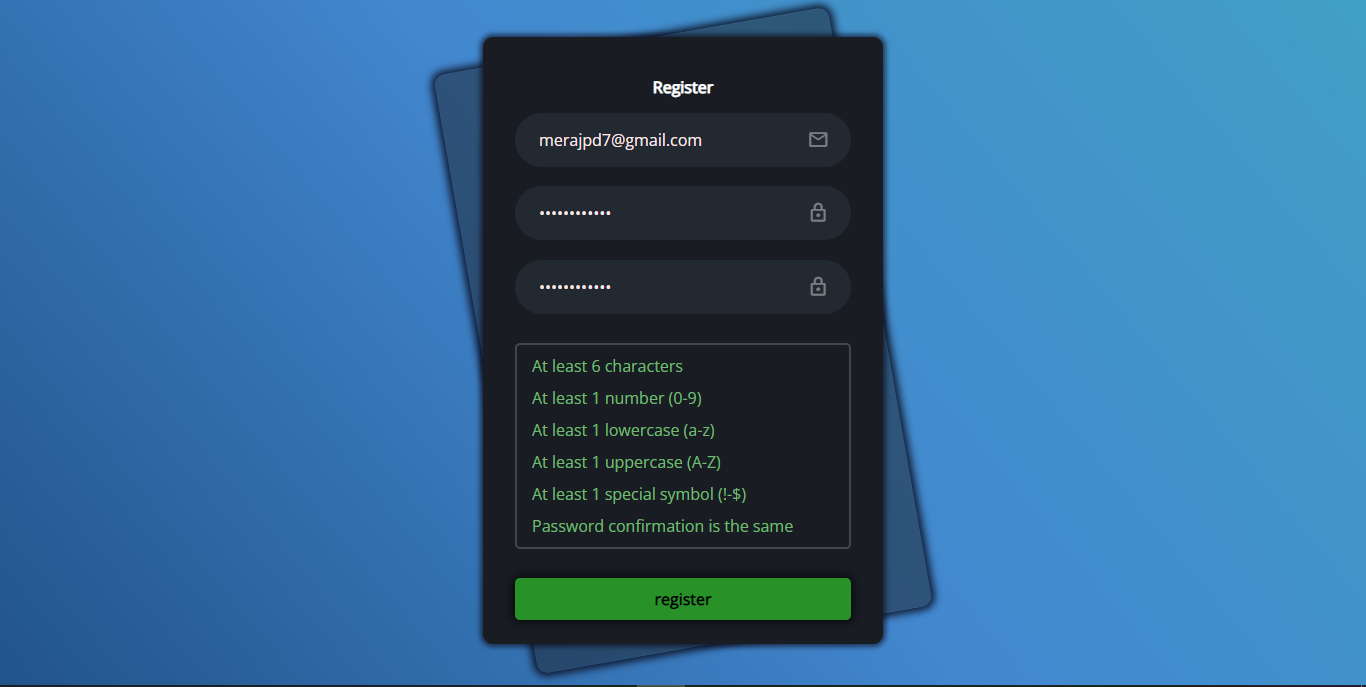 Register
merajpd7@gmail.com
••••••••••••
••••••••••••
At least 6 characters
At least 1 number (0-9)
At least 1 lowercase (a-z)
At least 1 uppercase (A-Z)
At least 1 special symbol (!-$)
Password confirmation is the same
register